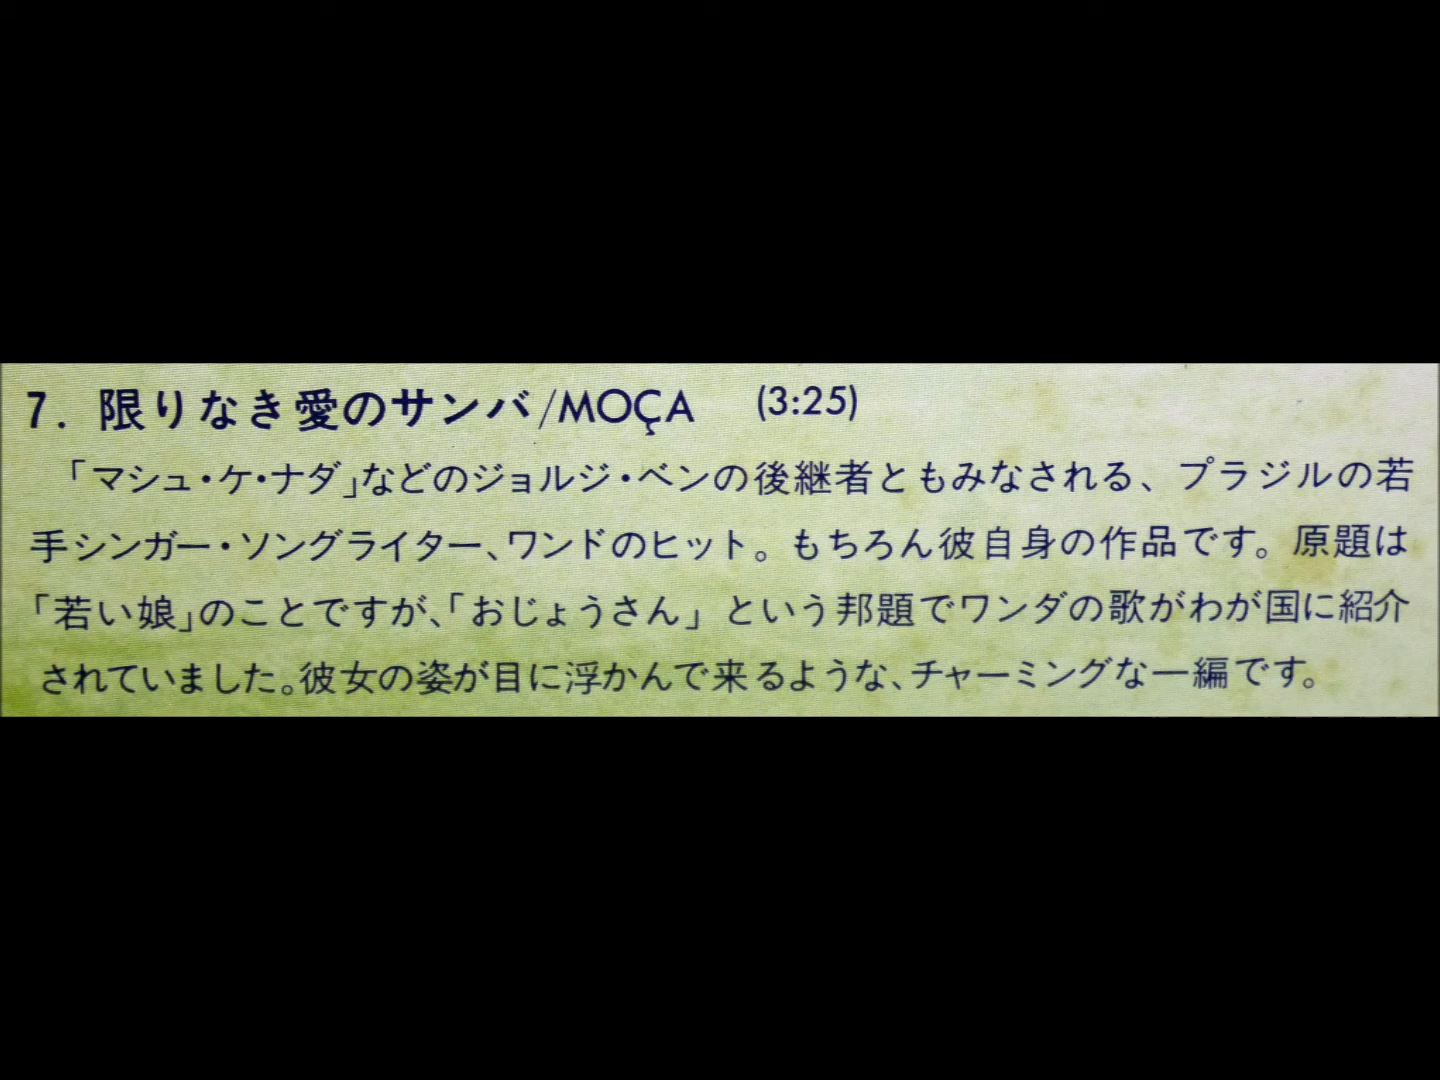 7. 限りなき愛のサンバ/MOÇA (3:25)
「マシュ・ケ・ナダ」などのジョルジ・ベンの後継者ともみなされる、プラジルの若
手シンガー・ソングライター、ワンドのヒット。もちろん彼自身の作品です。原題は
「若い娘」のことですが、「おじょうさん」という邦題でワンダの歌がわが国に紹介
されていました。彼女の姿が目に浮かんで来るような、チャーミングな一編です。